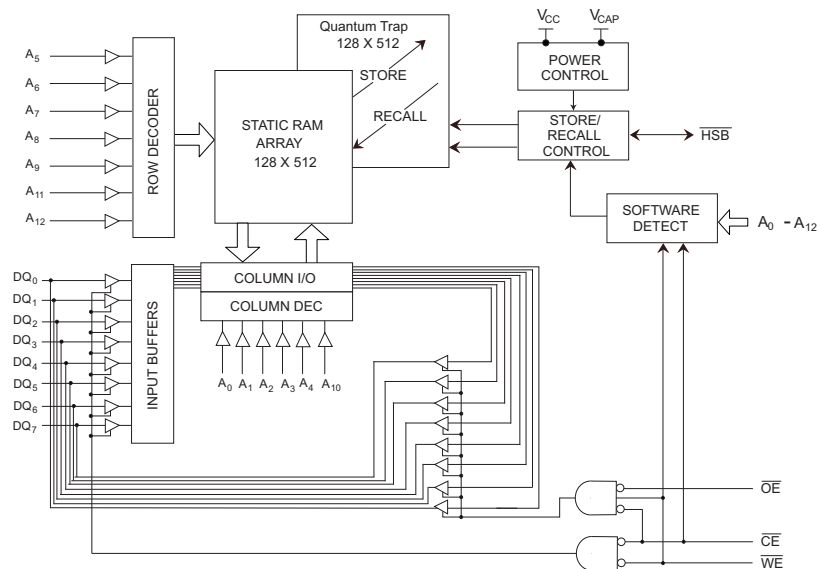 V_CC
V_CAP
Quantum Trap
128 X 512
STORE
RECALL
STATIC RAM
ARRAY
128 X 512
POWER
CONTROL
STORE/
RECALL
CONTROL
HSB
SOFTWARE
DETECT
A_0 - A_12
A_5
A_6
A_7
A_8
A_9
A_11
A_12
ROW DECODER
DQ_0
DQ_1
DQ_2
DQ_3
DQ_4
DQ_5
DQ_6
DQ_7
INPUT BUFFERS
COLUMN I/O
COLUMN DEC
A_0 A_1 A_2 A_3 A_4 A_10
OE
CE
WE